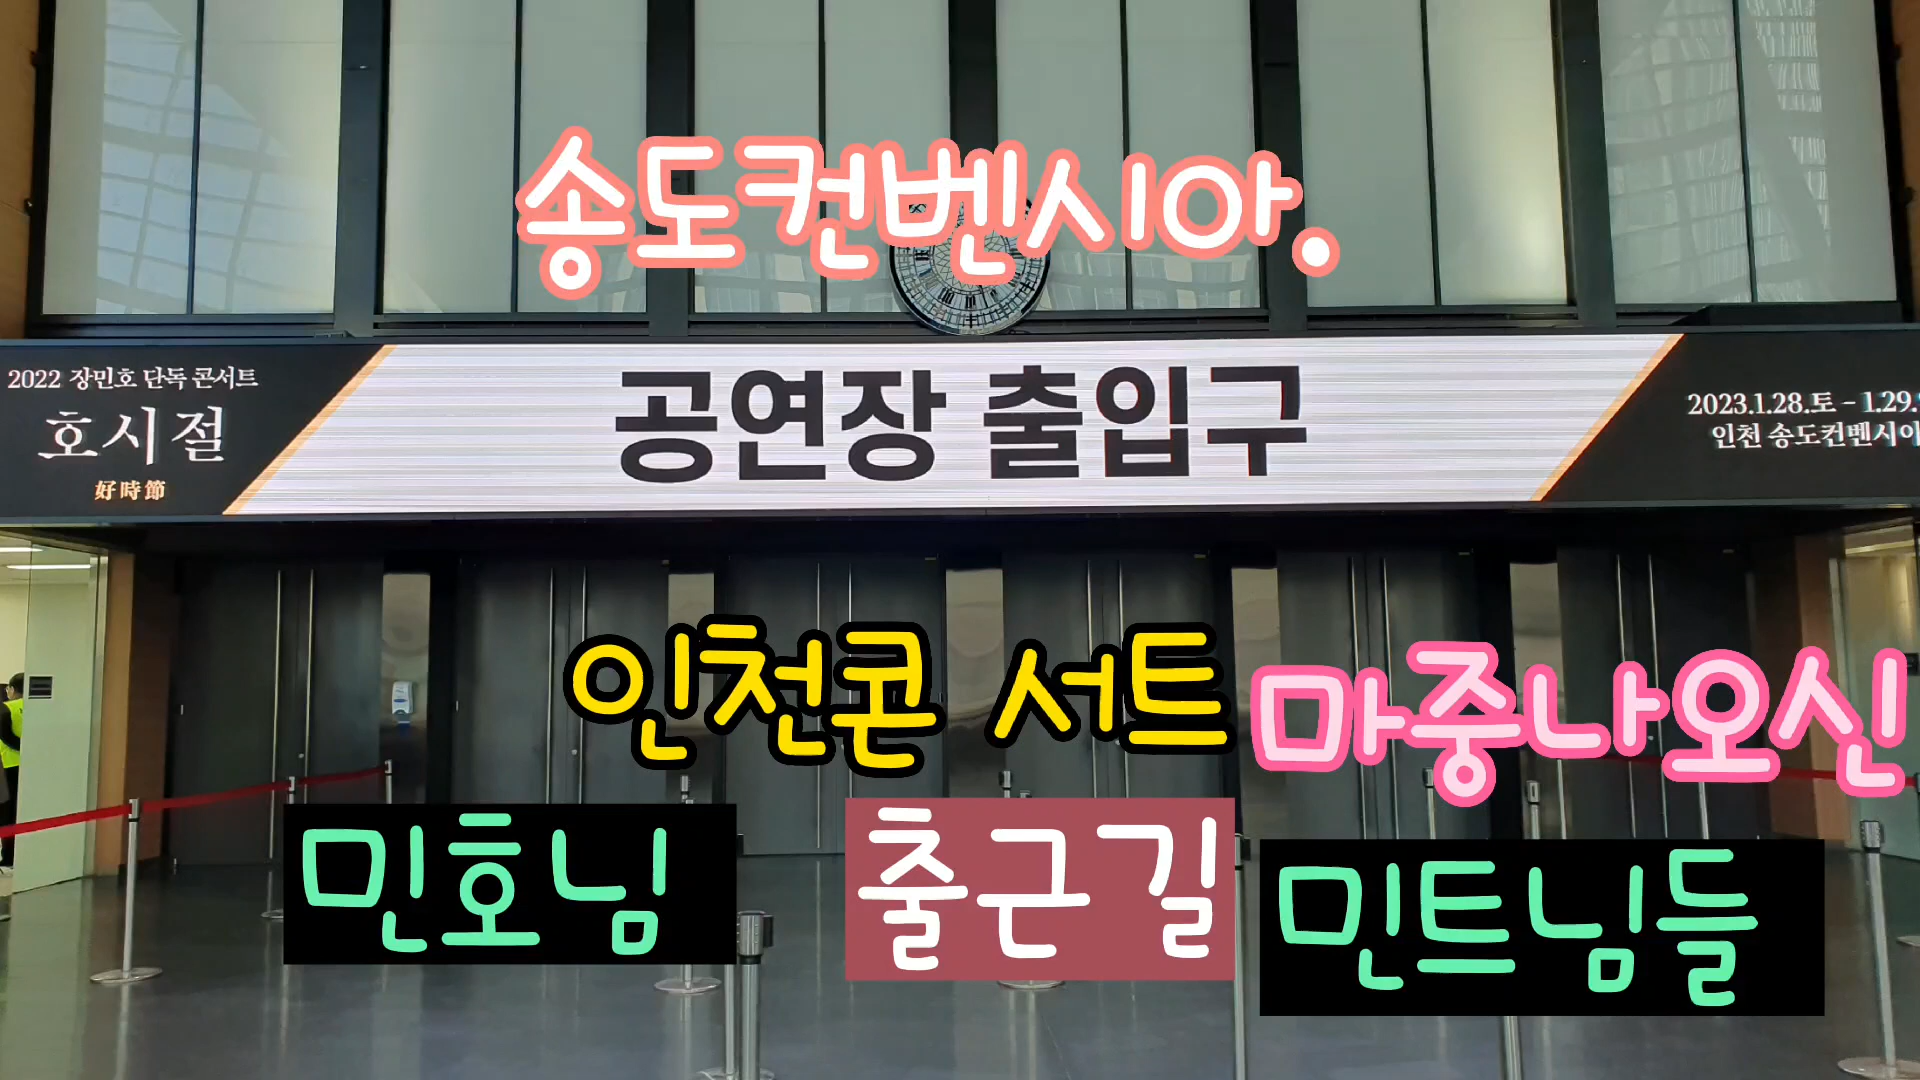 송도컨벤시아.
2022 장민호 단독 콘서트
호시절
好時節
공연장 출입구
2023.1.28.토 - 1.29.
인천 송도컨벤시아
인천콘 서트 마중나오신
민호님 출근길 민트님들